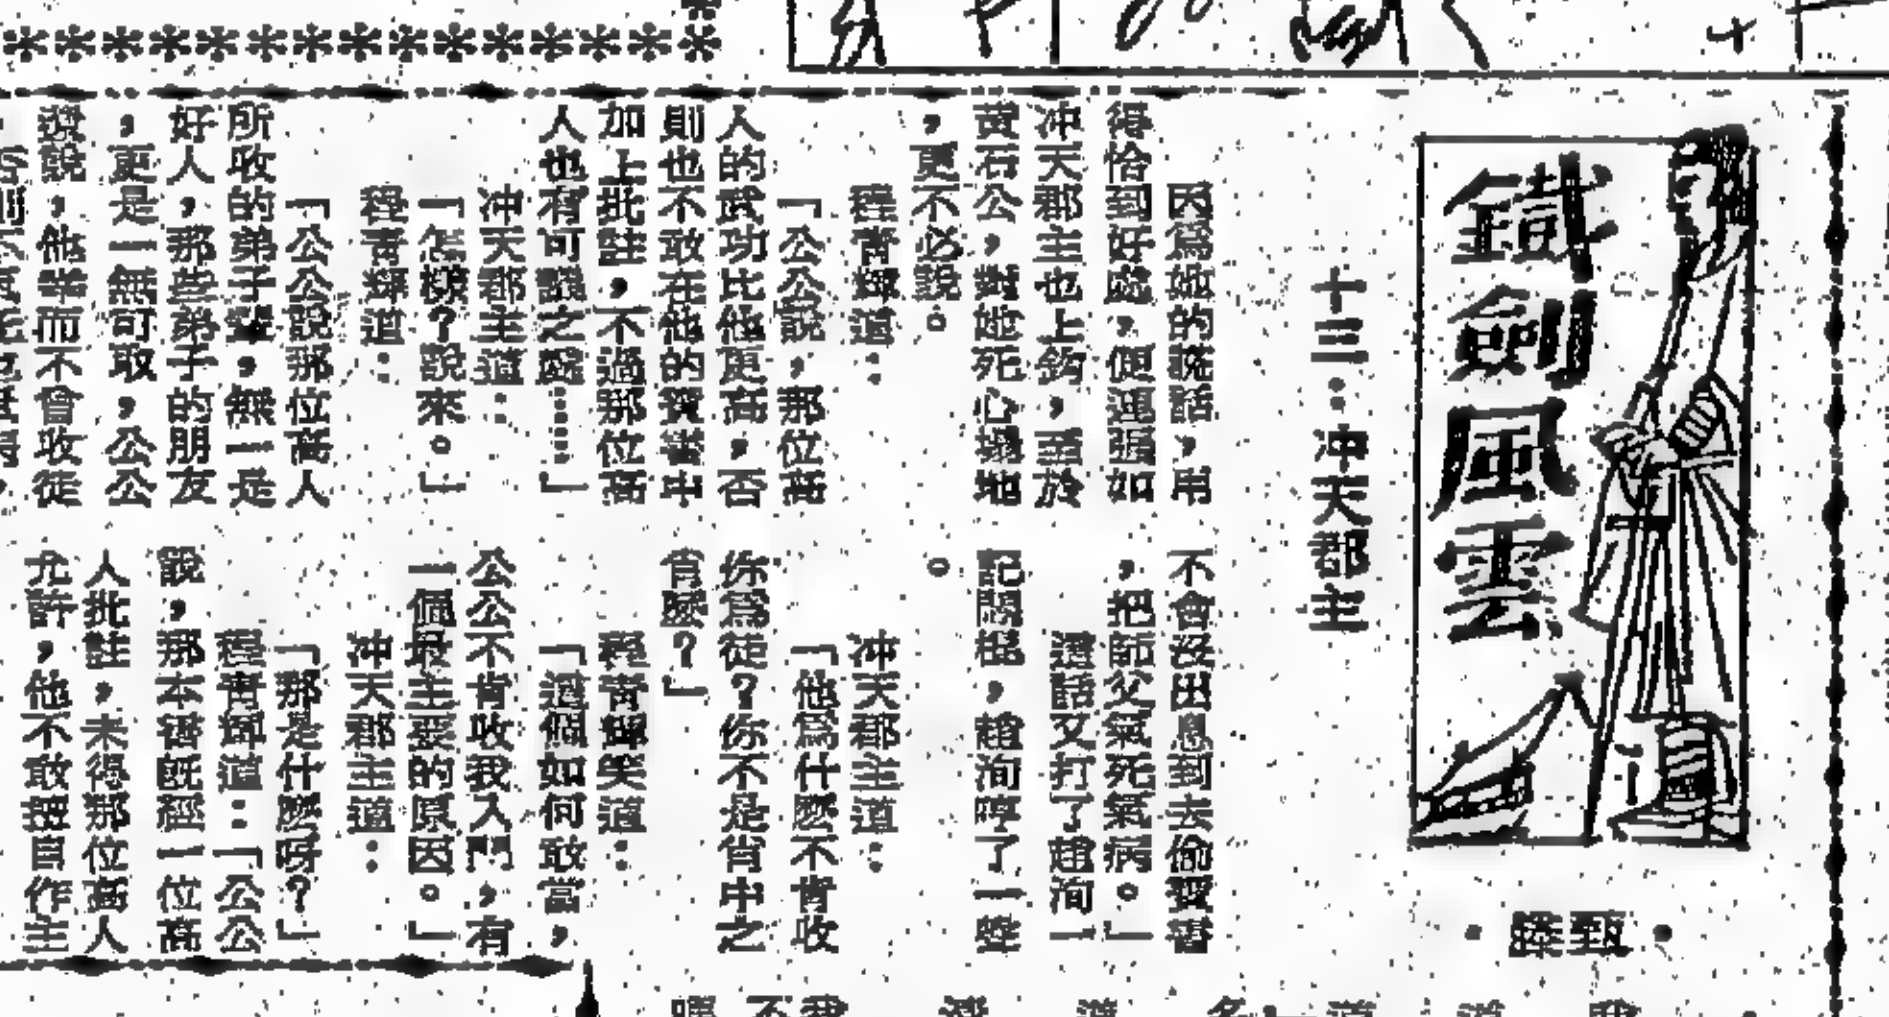 鐵劍風雲
十三：冲天郡主
因爲她的謊話，用
得恰到好處，便連張如
冲天郡主也上鈎，至於
黃石公，對她死心塌地
，更不必說。
程青輝道：
「公公說，那位高
人的武功比他更高，否
則也不敢在他的寶書中
加上批註，不過那位高
人也有可議之處……」
冲天郡主道：
「怎樣？說來。」
程青輝道：
「公公說那位高人
所收的弟子輩，無一是
好人，那些弟子的朋友
，更是一無可取，公公
還說，他業而不會收徒
不會沒出息到去偷寶書
，把師父氣死氣病。」
這話又打了趙洵一
記悶棍，趙洵哼了一聲
。
冲天郡主道：
「他爲什麼不肯收
你爲徒？你不是肯中之
肯麼？」
程青輝笑道：
「這個如何敢當，
公公不肯收我入門，有
一個最主要的原因。」
冲天郡主道：
「那是什麼呀？」
程青輝道：「公公
說，那本書既經一位高
人批註，未得那位高人
允許，他不敢擅自作主